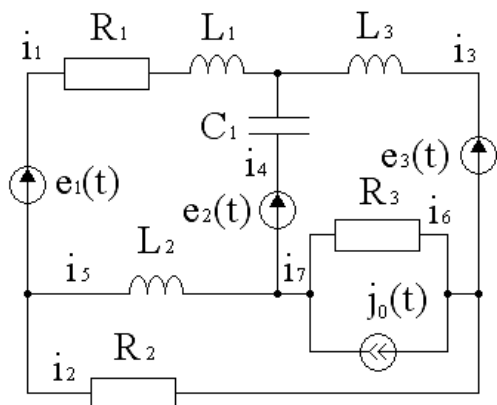 R₁ L₁ L₃
i₁ i₃
C₁
i₄ e₃(t)
e₁(t) e₂(t) R₃ i₆
L₂
i₅ i₇
j₀(t)
i₂ R₂